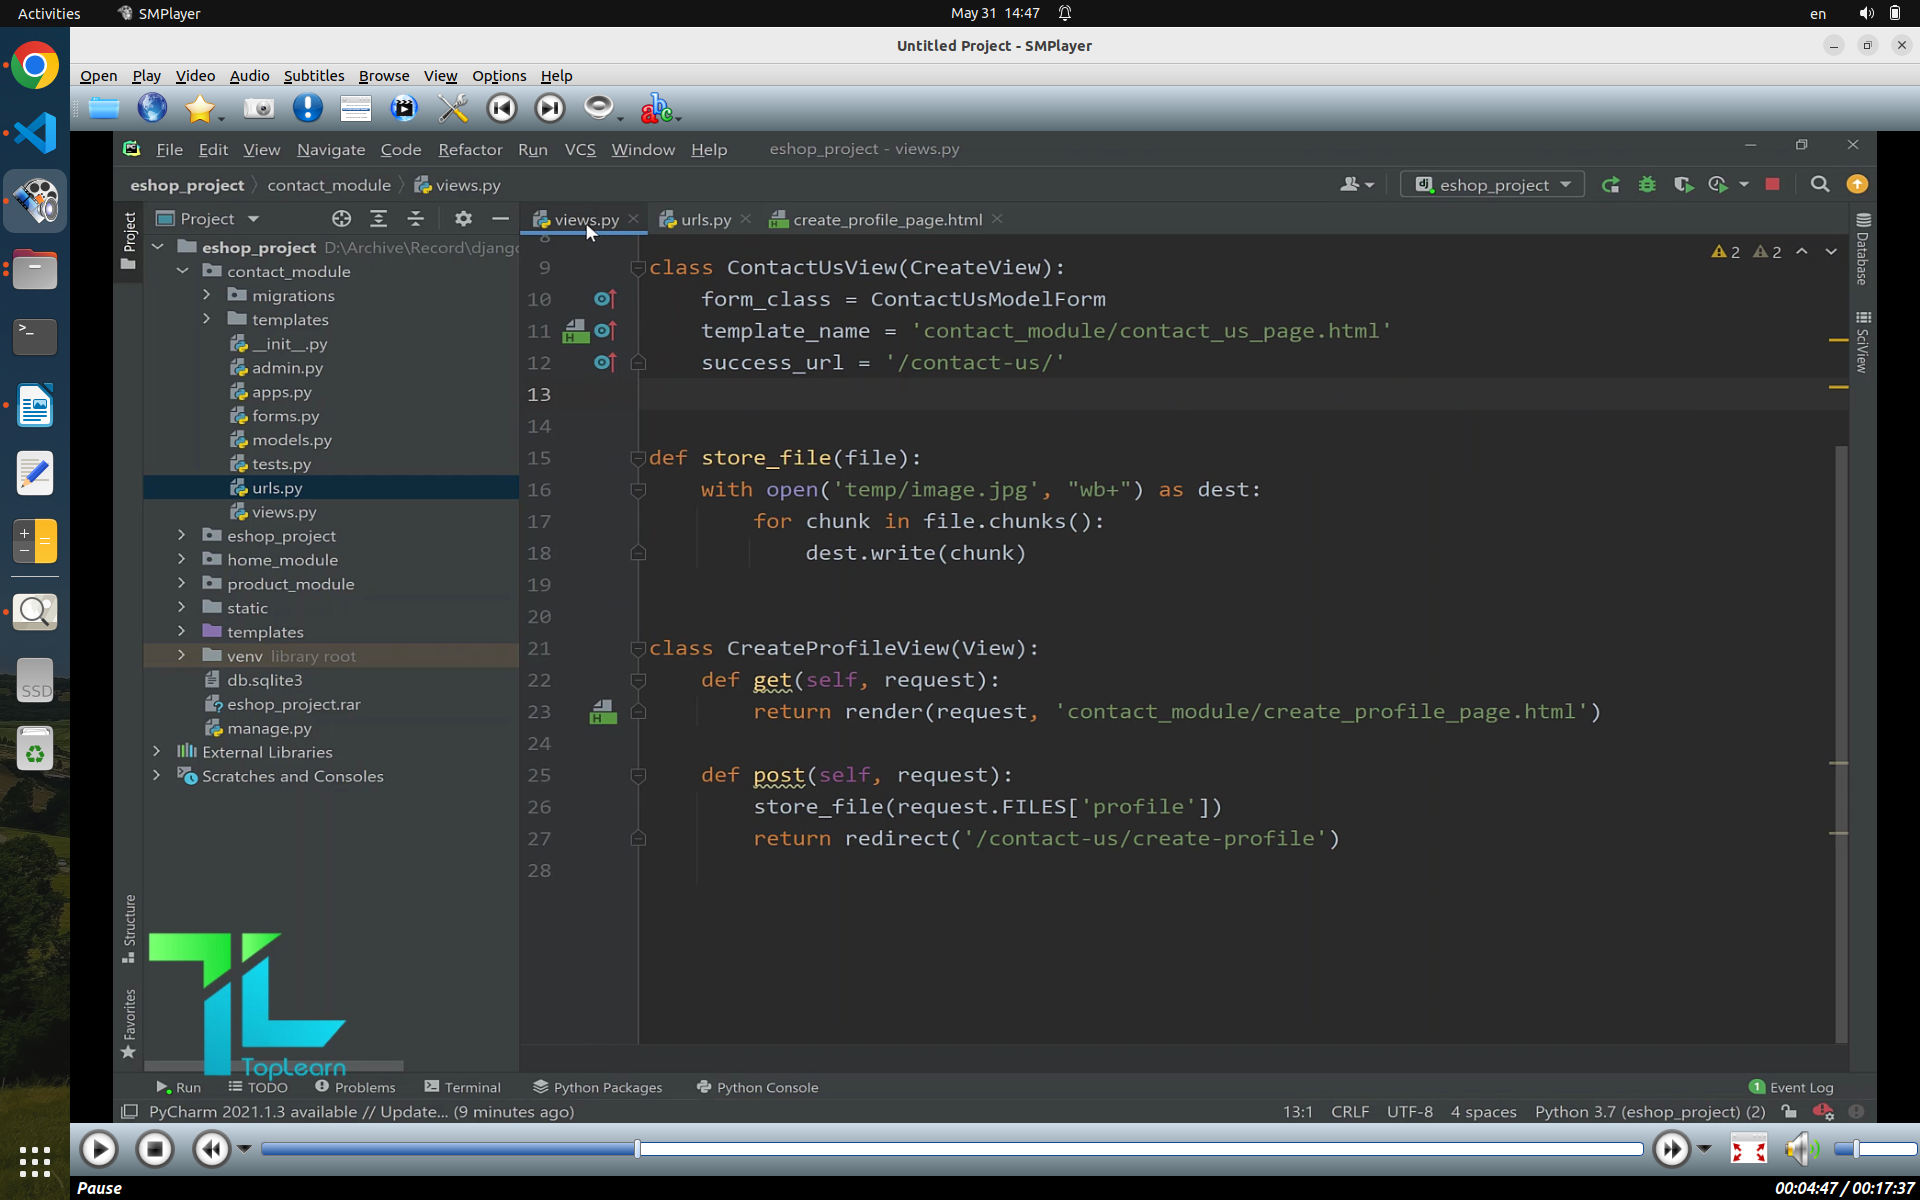 Activities
SMPlayer
May 31 14:47
en
Untitled Project - SMPlayer
Open Play Video Audio Subtitles Browse View Options Help
abc
File Edit View Navigate Code Refactor Run VCS Window Help
eshop_project - views.py
eshop_project contact_module views.py
dj eshop_project
Project
views.py urls.py create_profile_page.html
Project
Database
SciView
Structure
Favorites
eshop_project D:\Archive\Record\django
contact_module
migrations
templates
__init__.py
admin.py
apps.py
forms.py
models.py
tests.py
urls.py
views.py
eshop_project
home_module
product_module
static
templates
venv library root
db.sqlite3
eshop_project.rar
manage.py
External Libraries
Scratches and Consoles
2 2
8
9 class ContactUsView(CreateView):
10 form_class = ContactUsModelForm
11 template_name = 'contact_module/contact_us_page.html'
12 success_url = '/contact-us/'
13
14
15 def store_file(file):
16 with open('temp/image.jpg', "wb+") as dest:
17 for chunk in file.chunks():
18 dest.write(chunk)
19
20
21 class CreateProfileView(View):
22 def get(self, request):
23 return render(request, 'contact_module/create_profile_page.html')
24
25 def post(self, request):
26 store_file(request.FILES['profile'])
27 return redirect('/contact-us/create-profile')
28
SSD
TopLearn
Run TODO Problems Terminal Python Packages Python Console
1 Event Log
PyCharm 2021.1.3 available // Update... (9 minutes ago)
13:1 CRLF UTF-8 4 spaces Python 3.7 (eshop_project) (2)
Pause
00:04:47 / 00:17:37